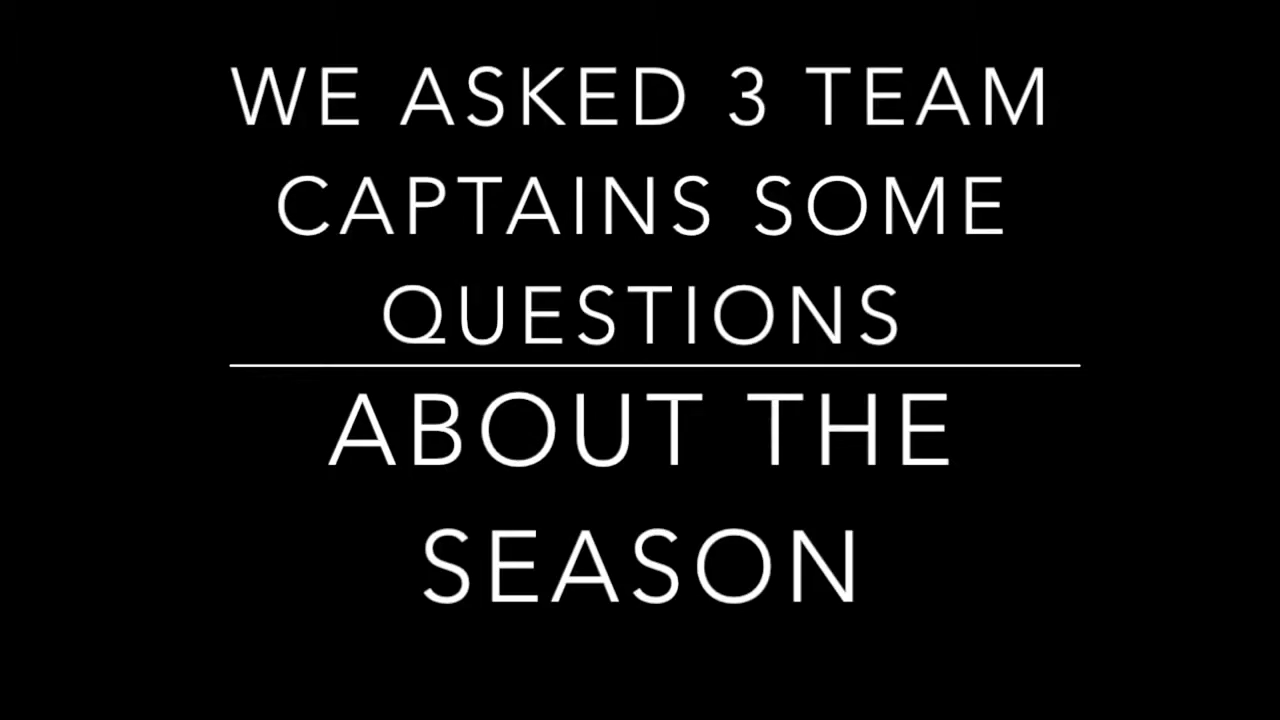 WE ASKED 3 TEAM
CAPTAINS SOME
QUESTIONS
ABOUT THE
SEASON